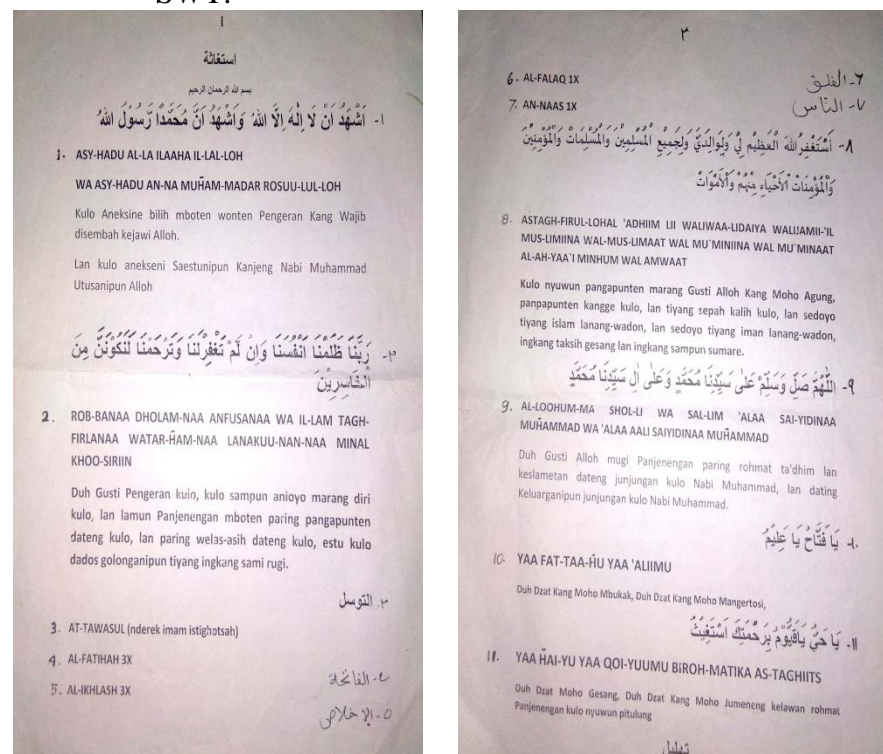 SWT.
١
استغاثة
بسم الله الرحمان الرحيم
١- اَشْهَدُ اَنْ لَا اِلٰهَ اِلَّا اللهُ وَاَشْهَدُ اَنَّ مُحَمَّدًا رَّسُوْلُ اللهُ
1. ASY-HADU AL-LA ILAAHA IL-LAL-LOH
WA ASY-HADU AN-NA MUH̄AM-MADAR ROSUU-LUL-LOH
Kulo Aneksine bilih mboten wonten Pengeran Kang Wajib
disembah kejawi Alloh.
Lan kulo anekseni Saestunipun Kanjeng Nabi Muhammad
Utusanipun Alloh
٢- رَبَّنَا ظَلَمْنَا اَنْفُسَنَا وَاِنْ لَمْ تَغْفِرْلَنَا وَتَرْحَمْنَا لَنَكُوْنَنَّ مِنَ
الْخَاسِرِيْنَ
2. ROB-BANAA DHOLAM-NAA ANFUSANAA WA IL-LAM TAGH-
FIRLANAA WATAR-H̄AM-NAA LANAKUU-NAN-NAA MINAL
KHOO-SIRIIN
Duh Gusti Pengeran kulo, kulo sampun anioyo marang diri
kulo, lan lamun Panjenengan mboten paring pangapunten
dateng kulo, lan paring welas-asih dateng kulo, estu kulo
dados golonganipun tiyang ingkang sami rugi.
٣. التوسل
3. AT-TAWASUL (nderek imam istighotsah)
4. AL-FATIHAH 3X
٤- الفاتحاة
5. AL-IKHLASH 3X
٥- الإخلاص
٣
6. AL-FALAQ 1X
٦- الفلق
7. AN-NAAS 1X
٧- النَّاس
٨- اَسْتَغْفِرُاللهَ الْعَظِيْمَ لِيْ وَلِوَالِدَيَّ وَلِجَمِيْعِ الْمُسْلِمِيْنَ وَالْمُسْلِمَاتْ وَالْمُؤْمِنِيْنَ
وَالْمُؤْمِنَاتْ اْلاَحْيَاءِ مِنْهُمْ وَاْلاَمْوَاتْ
8. ASTAGH-FIRUL-LOHAL 'ADHIIM LII WALIWAA-LIDAIYA WALIJAMII-'IL
MUS-LIMIINA WAL-MUS-LIMAAT WAL MU`MINIINA WAL MU`MINAAT
AL-AH-YAA`I MINHUM WAL AMWAAT
Kulo nyuwun pangapunten marang Gusti Alloh Kang Moho Agung,
panpapunten kangge kulo, lan tiyang sepah kalih kulo, lan sedoyo
tiyang islam lanang-wadon, lan sedoyo tiyang iman lanang-wadon,
ingkang taksih gesang lan ingkang sampun sumare.
٩- اَللّٰهُمَّ صَلِّ وَسَلِّمْ عَلٰى سَيِّدِنَا مُحَمَّدٍ وَعَلٰى اٰلِ سَيِّدِنَا مُحَمَّدٍ
9. AL-LOOHUM-MA SHOL-LI WA SAL-LIM 'ALAA SAI-YIDINAA
MUH̄AMMAD WA 'ALAA AALI SAIYIDINAA MUH̄AMMAD
Duh Gusti Alloh mugi Panjenengan paring rohmat ta'dhim lan
keslametan dateng junjungan kulo Nabi Muhammad, lan dating
Keluarganipun junjungan kulo Nabi Muhammad.
١٠- يَا فَتَّاحُ يَا عَلِيْمُ
10. YAA FAT-TAA-H̄U YAA 'ALIIMU
Duh Dzat Kang Moho Mbukak, Duh Dzat Kang Moho Mangertosi,
١١- يَا حَيُّ يَاقَيُّوْمُ بِرَحْمَتِكَ اَسْتَغِيْثُ
11. YAA H̄AI-YU YAA QOI-YUUMU BIROH-MATIKA AS-TAGHIITS
Duh Dzat Moho Gesang, Duh Dzat Kang Moho Jumeneng kelawan rohmat
Panjenengan kulo nyuwun pitulung
تهليل